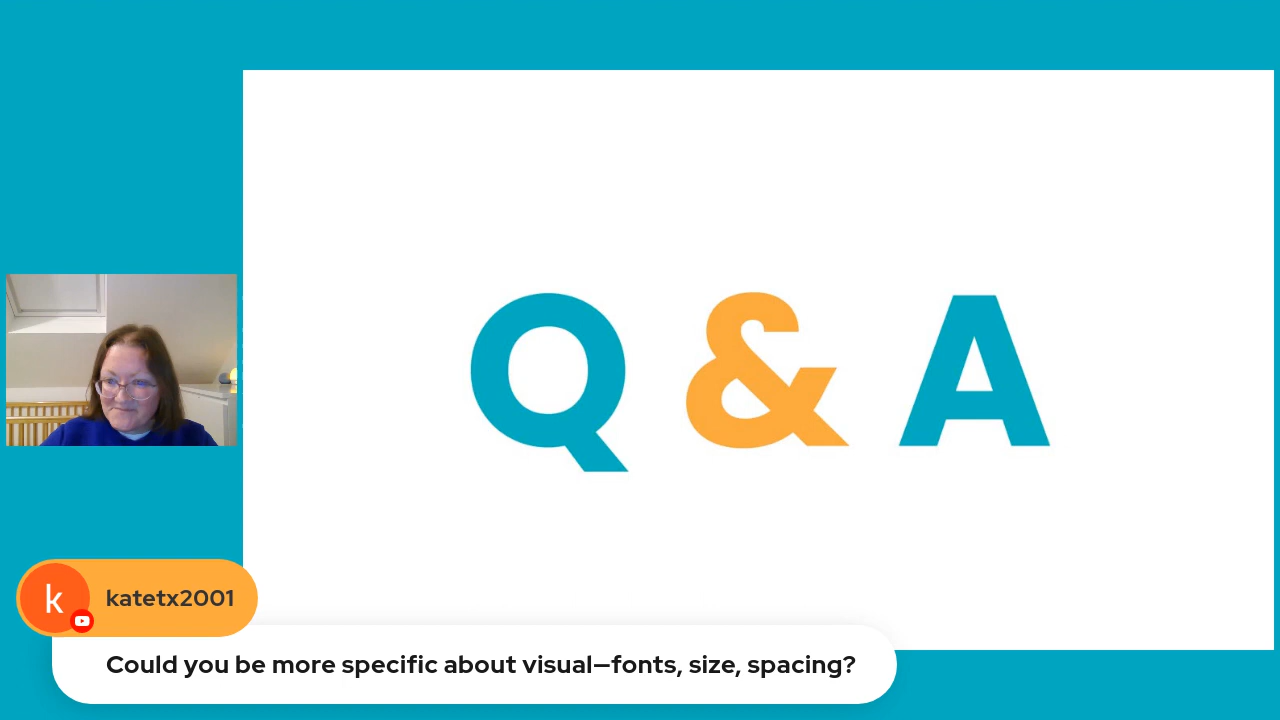 Q & A
k
katetx2001
Could you be more specific about visual—fonts, size, spacing?